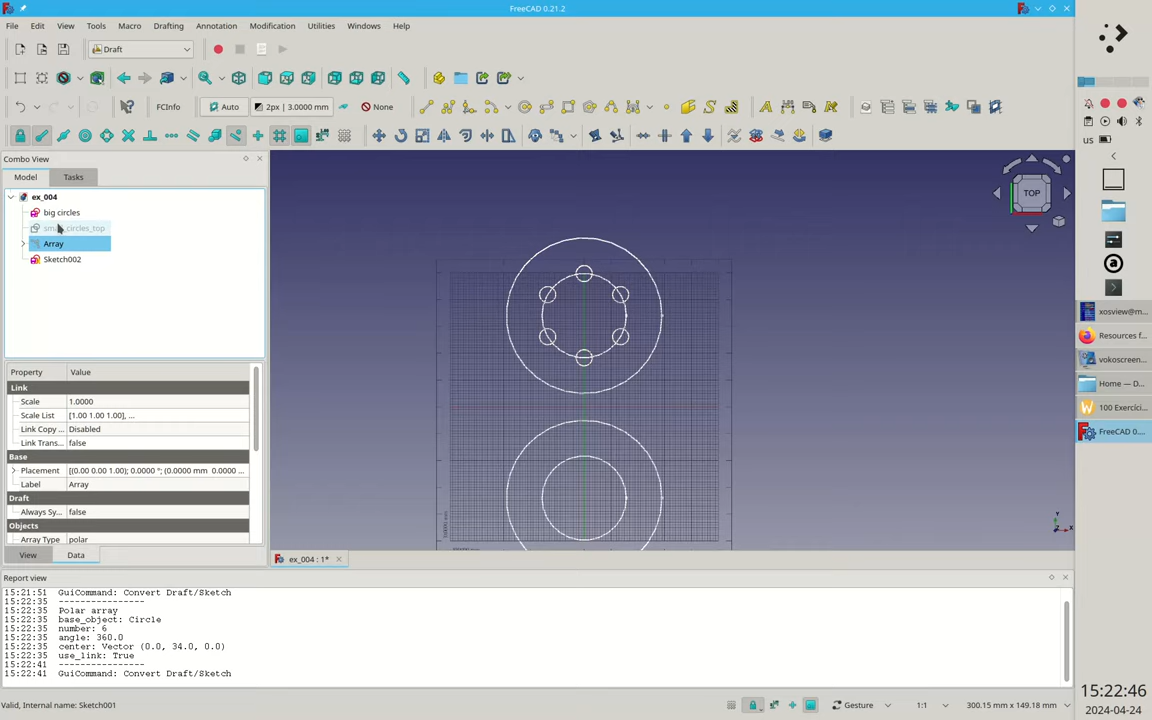 FreeCAD 0.21.2
File Edit View Tools Macro Drafting Annotation Modification Utilities Windows Help
Draft
FCInfo Auto 2px | 3.0000 mm None
Combo View
Model Tasks
ex_004
big circles
small_circles_top
Array
Sketch002
Property Value
Link
Scale 1.0000
Scale List [1.00 1.00 1.00], ...
Link Copy ... Disabled
Link Trans... false
Base
Placement [(0.00 0.00 1.00); 0.0000 °; (0.0000 mm 0.0000 ...
Label Array
Draft
Always Sy... false
Objects
Array Type polar
View Data
TOP
Y
Z X
ex_004 : 1*
Report view
15:21:51 GuiCommand: Convert Draft/Sketch
15:22:35 ----------------
15:22:35 Polar array
15:22:35 base_object: Circle
15:22:35 number: 6
15:22:35 angle: 360.0
15:22:35 center: Vector (0.0, 34.0, 0.0)
15:22:35 use_link: True
15:22:41 ----------------
15:22:41 GuiCommand: Convert Draft/Sketch
Valid, Internal name: Sketch001
Gesture 1:1 300.15 mm x 149.18 mm
us
xosview@m...
Resources f...
vokoscreen...
Home — D...
100 Exercíci...
FreeCAD 0....
15:22:46
2024-04-24